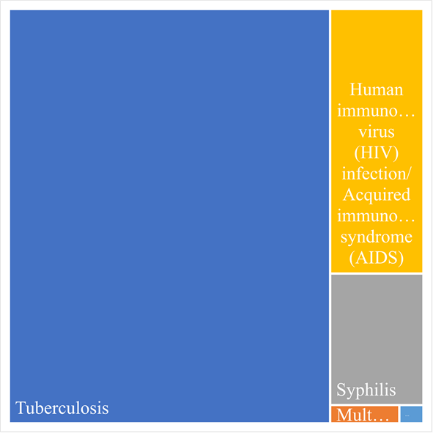 Human
immuno…
virus
(HIV)
infection/
Acquired
immuno…
syndrome
(AIDS)
Syphilis
Tuberculosis
Mult…